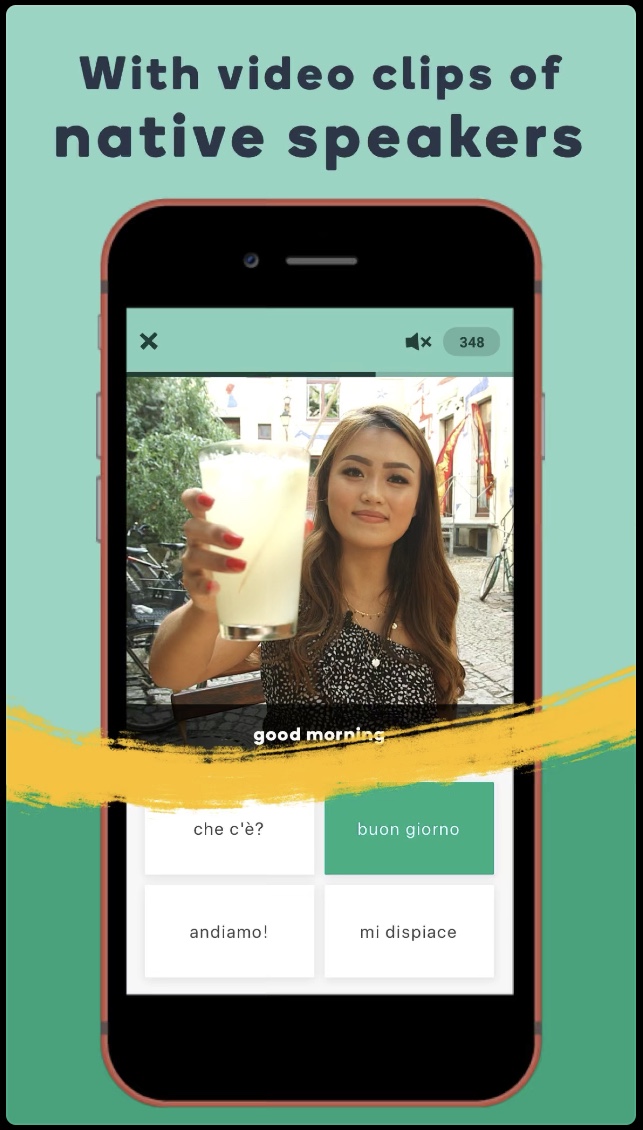 With video clips of
native speakers
348
good morning
che c'è?
buon giorno
andiamo!
mi dispiace